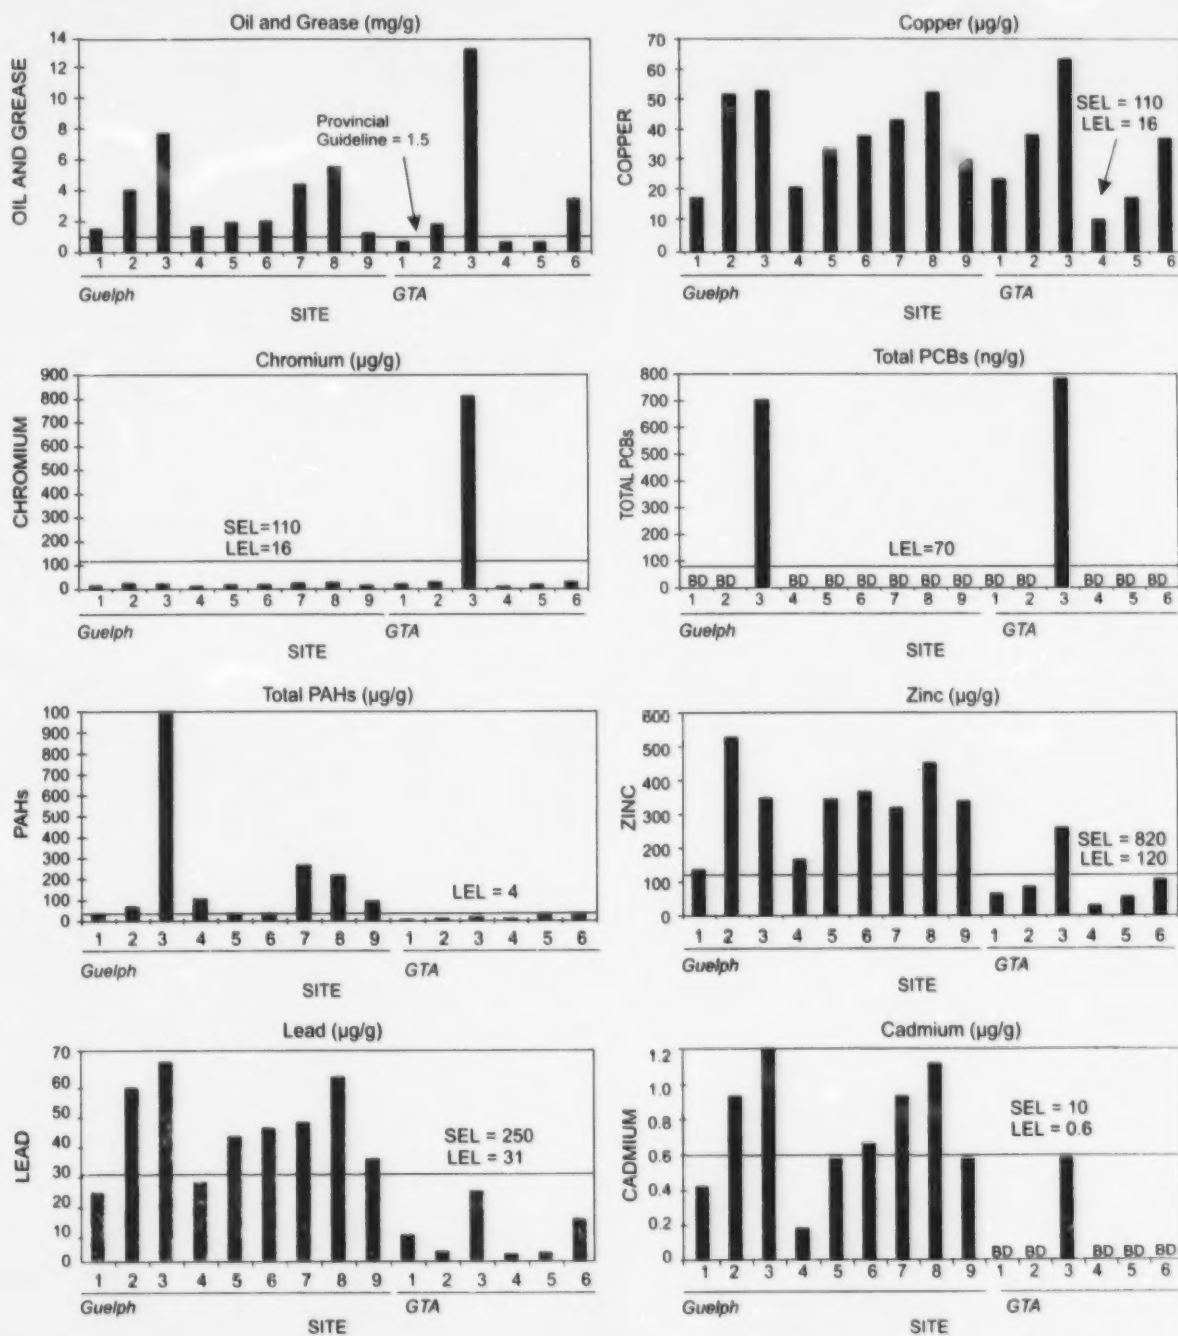 Oil and Grease (mg/g)
OIL AND GREASE
14
12
10
8
6
4
2
0
Provincial
Guideline = 1.5
1 2 3 4 5 6 7 8 9 1 2 3 4 5 6
Guelph GTA
SITE
Copper (µg/g)
COPPER
70
60
50
40
30
20
10
0
SEL = 110
LEL = 16
1 2 3 4 5 6 7 8 9 1 2 3 4 5 6
Guelph GTA
SITE
Chromium (µg/g)
CHROMIUM
900
800
700
600
500
400
300
200
100
0
SEL=110
LEL=16
1 2 3 4 5 6 7 8 9 1 2 3 4 5 6
Guelph GTA
SITE
Total PCBs (ng/g)
TOTAL PCBs
800
700
600
500
400
300
200
100
0
LEL=70
BD BD BD BD BD BD BD BD BD BD BD BD BD
1 2 3 4 5 6 7 8 9 1 2 3 4 5 6
Guelph GTA
SITE
Total PAHs (µg/g)
PAHs
100
900
800
700
600
500
400
300
200
100
0
LEL = 4
1 2 3 4 5 6 7 8 9 1 2 3 4 5 6
Guelph GTA
SITE
Zinc (µg/g)
ZINC
600
500
400
300
200
100
0
SEL = 820
LEL = 120
1 2 3 4 5 6 7 8 9 1 2 3 4 5 6
Guelph GTA
SITE
Lead (µg/g)
LEAD
70
60
50
40
30
20
10
0
SEL = 250
LEL = 31
1 2 3 4 5 6 7 8 9 1 2 3 4 5 6
Guelph GTA
SITE
Cadmium (µg/g)
CADMIUM
1.2
1.0
0.8
0.6
0.4
0.2
0
SEL = 10
LEL = 0.6
BD BD BD BD BD
1 2 3 4 5 6 7 8 9 1 2 3 4 5 6
Guelph GTA
SITE